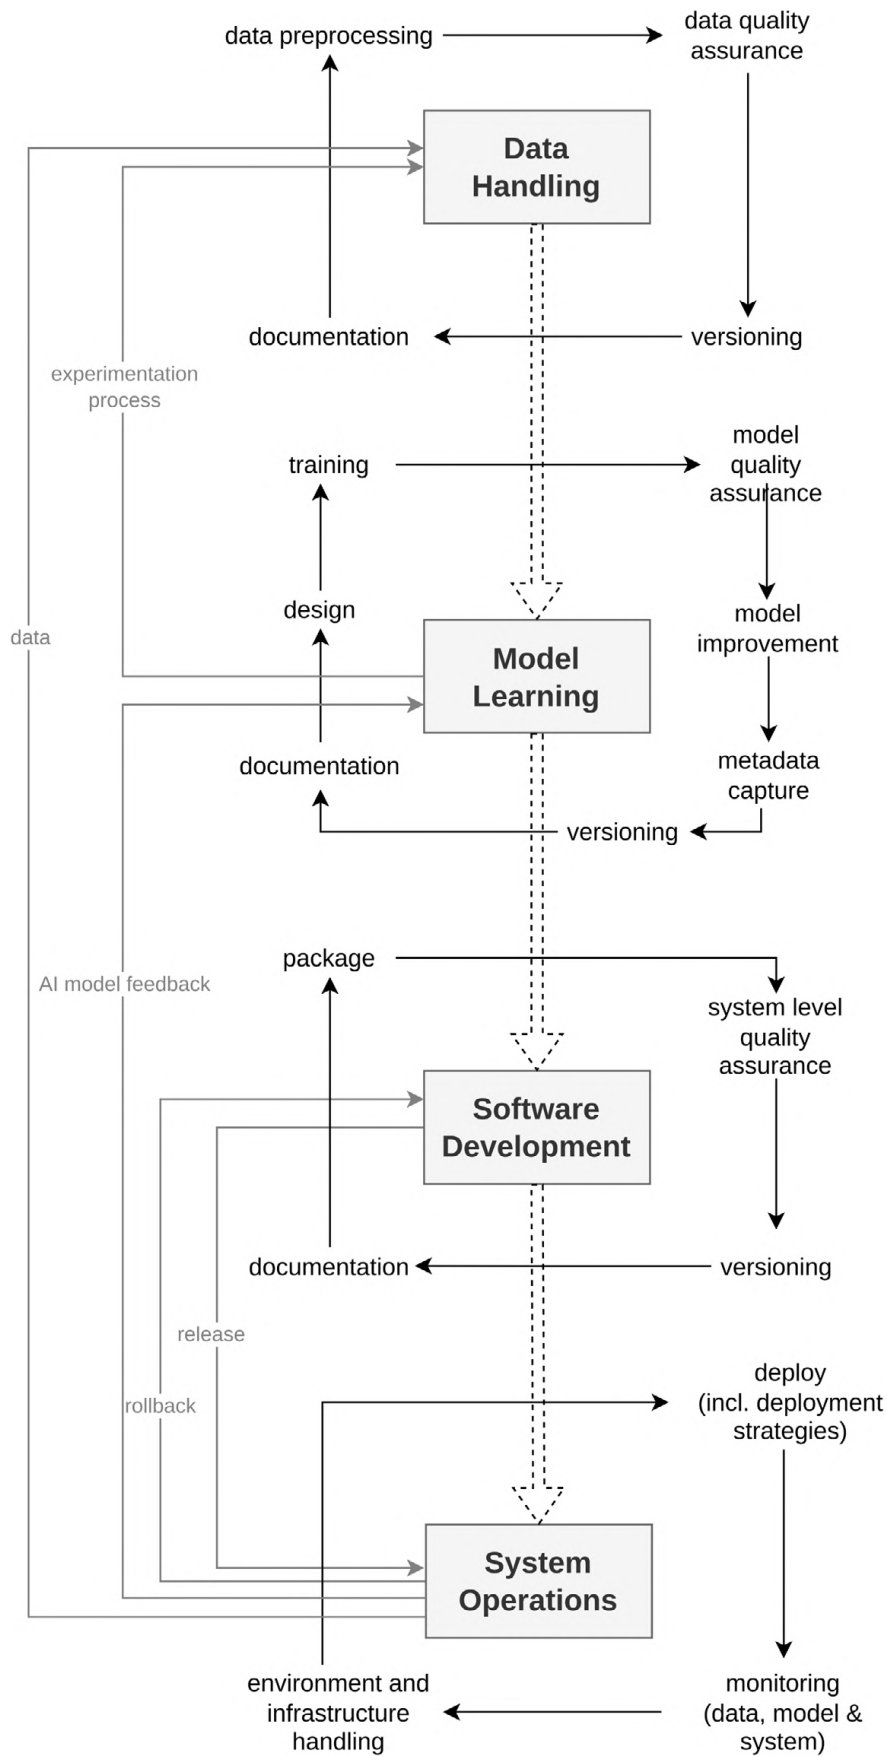 data preprocessing
data quality
assurance
Data
Handling
documentation
versioning
experimentation
process
training
model
quality
assurance
design
model
improvement
data
Model
Learning
documentation
metadata
capture
versioning
package
AI model feedback
system level
quality
assurance
Software
Development
documentation
versioning
release
rollback
deploy
(incl. deployment
strategies)
System
Operations
environment and
infrastructure
handling
monitoring
(data, model &
system)